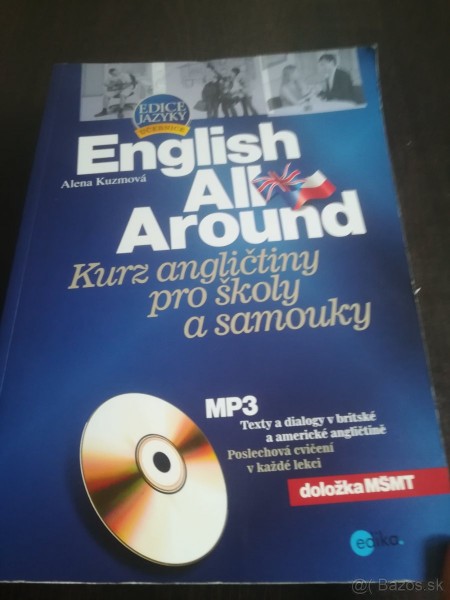 EDICE
JAZYKY
UČEBNICE
English
Alena Kuzmová
All
Around
Kurz angličtiny
pro školy
a samouky
MP3
Texty a dialogy v britské
a americké angličtině
Poslechová cvičení
v každé lekci
doložka MŠMT
edika.
@( Bazos.sk